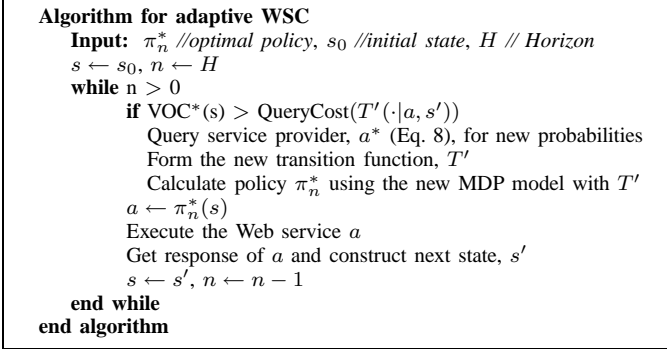 Algorithm for adaptive WSC
Input: π*ₙ //optimal policy, s₀ //initial state, H // Horizon
s ← s₀, n ← H
while n > 0
if VOC*(s) > QueryCost(T′(·|a, s′))
Query service provider, a* (Eq. 8), for new probabilities
Form the new transition function, T′
Calculate policy π*ₙ using the new MDP model with T′
a ← π*ₙ(s)
Execute the Web service a
Get response of a and construct next state, s′
s ← s′, n ← n − 1
end while
end algorithm